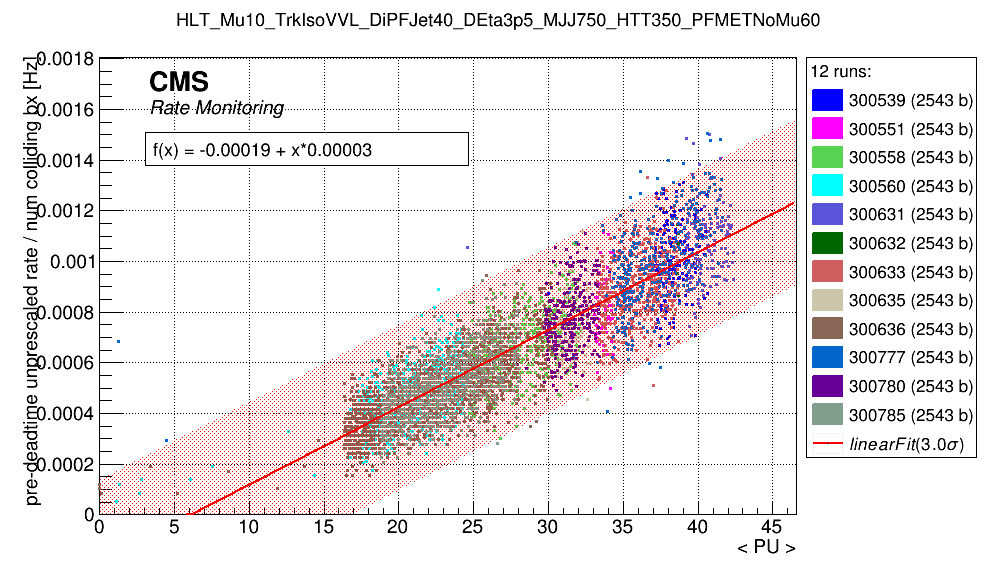 HLT_Mu10_TrkIsoVVL_DiPFJet40_DEta3p5_MJJ750_HTT350_PFMETNoMu60
pre-deadtime unprescaled rate / num colliding bx [Hz]
0.0018
0.0016
0.0014
0.0012
0.001
0.0008
0.0006
0.0004
0.0002
0
CMS
Rate Monitoring
f(x) = -0.00019 + x*0.00003
0 5 10 15 20 25 30 35 40 45
< PU >
12 runs:
300539 (2543 b)
300551 (2543 b)
300558 (2543 b)
300560 (2543 b)
300631 (2543 b)
300632 (2543 b)
300633 (2543 b)
300635 (2543 b)
300636 (2543 b)
300777 (2543 b)
300780 (2543 b)
300785 (2543 b)
linearFit(3.0σ)